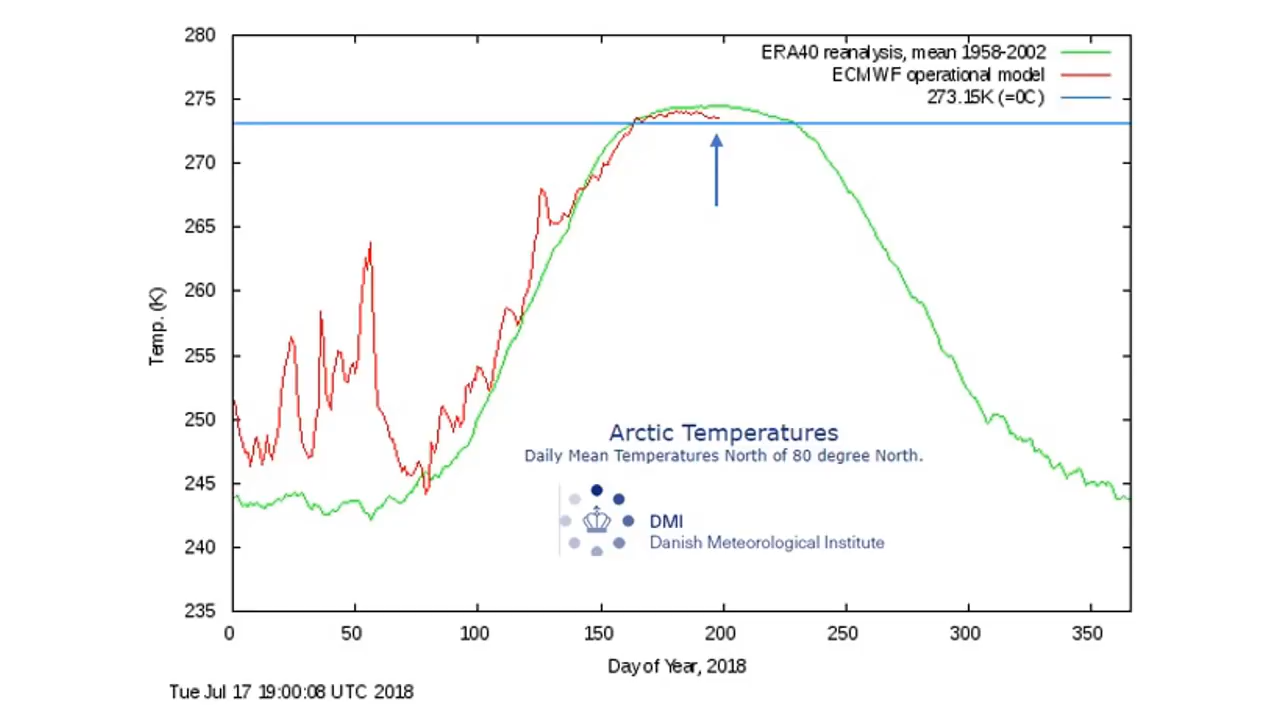 ERA40 reanalysis, mean 1958-2002
ECMWF operational model
273.15K (=0C)
280
275
270
265
260
255
250
245
240
235
Temp. (K)
Arctic Temperatures
Daily Mean Temperatures North of 80 degree North.
DMI
Danish Meteorological Institute
0 50 100 150 200 250 300 350
Day of Year, 2018
Tue Jul 17 19:00:08 UTC 2018